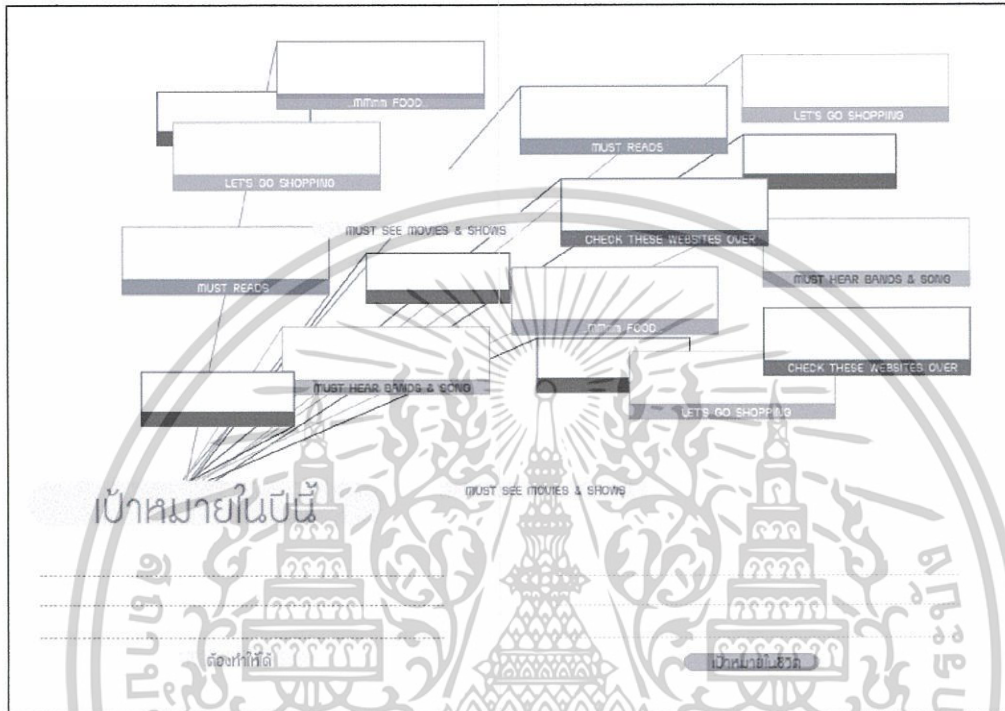 ...MMmm FOOD...
LET'S GO SHOPPING
MUST READS
LET'S GO SHOPPING
MUST SEE MOVIES & SHOWS
CHECK THESE WEBSITES OVER
MUST READS
MUST HEAR BANDS & SONG
...MMmm FOOD...
MUST HEAR BANDS & SONG
CHECK THESE WEBSITES OVER
LET'S GO SHOPPING
MUST SEE MOVIES & SHOWS
เป้าหมายในปีนี้
ต้องทำให้ได้
เป้าหมายในชีวิต